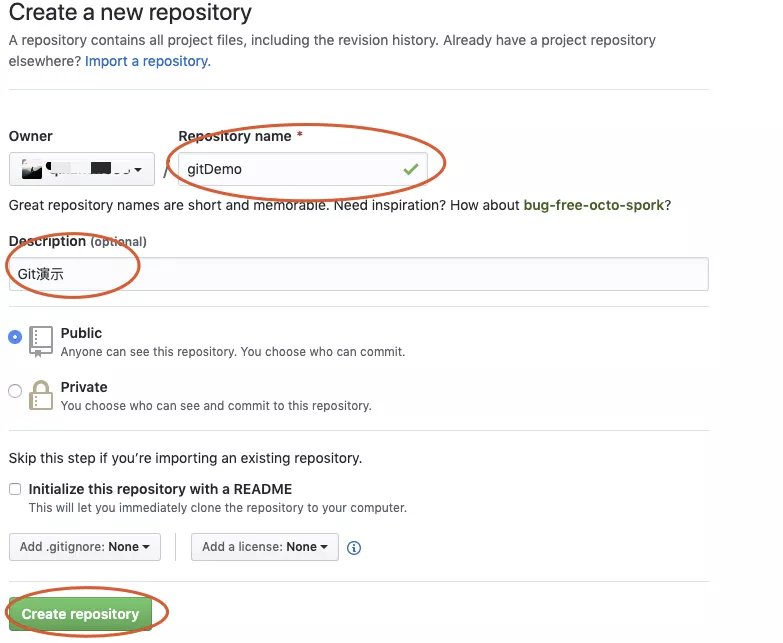 Create a new repository
A repository contains all project files, including the revision history. Already have a project repository
elsewhere? Import a repository.
Owner
Repository name *
/
gitDemo
Great repository names are short and memorable. Need inspiration? How about bug-free-octo-spork?
Description (optional)
Git演示
Public
Anyone can see this repository. You choose who can commit.
Private
You choose who can see and commit to this repository.
Skip this step if you’re importing an existing repository.
Initialize this repository with a README
This will let you immediately clone the repository to your computer.
Add .gitignore: None
Add a license: None
Create repository